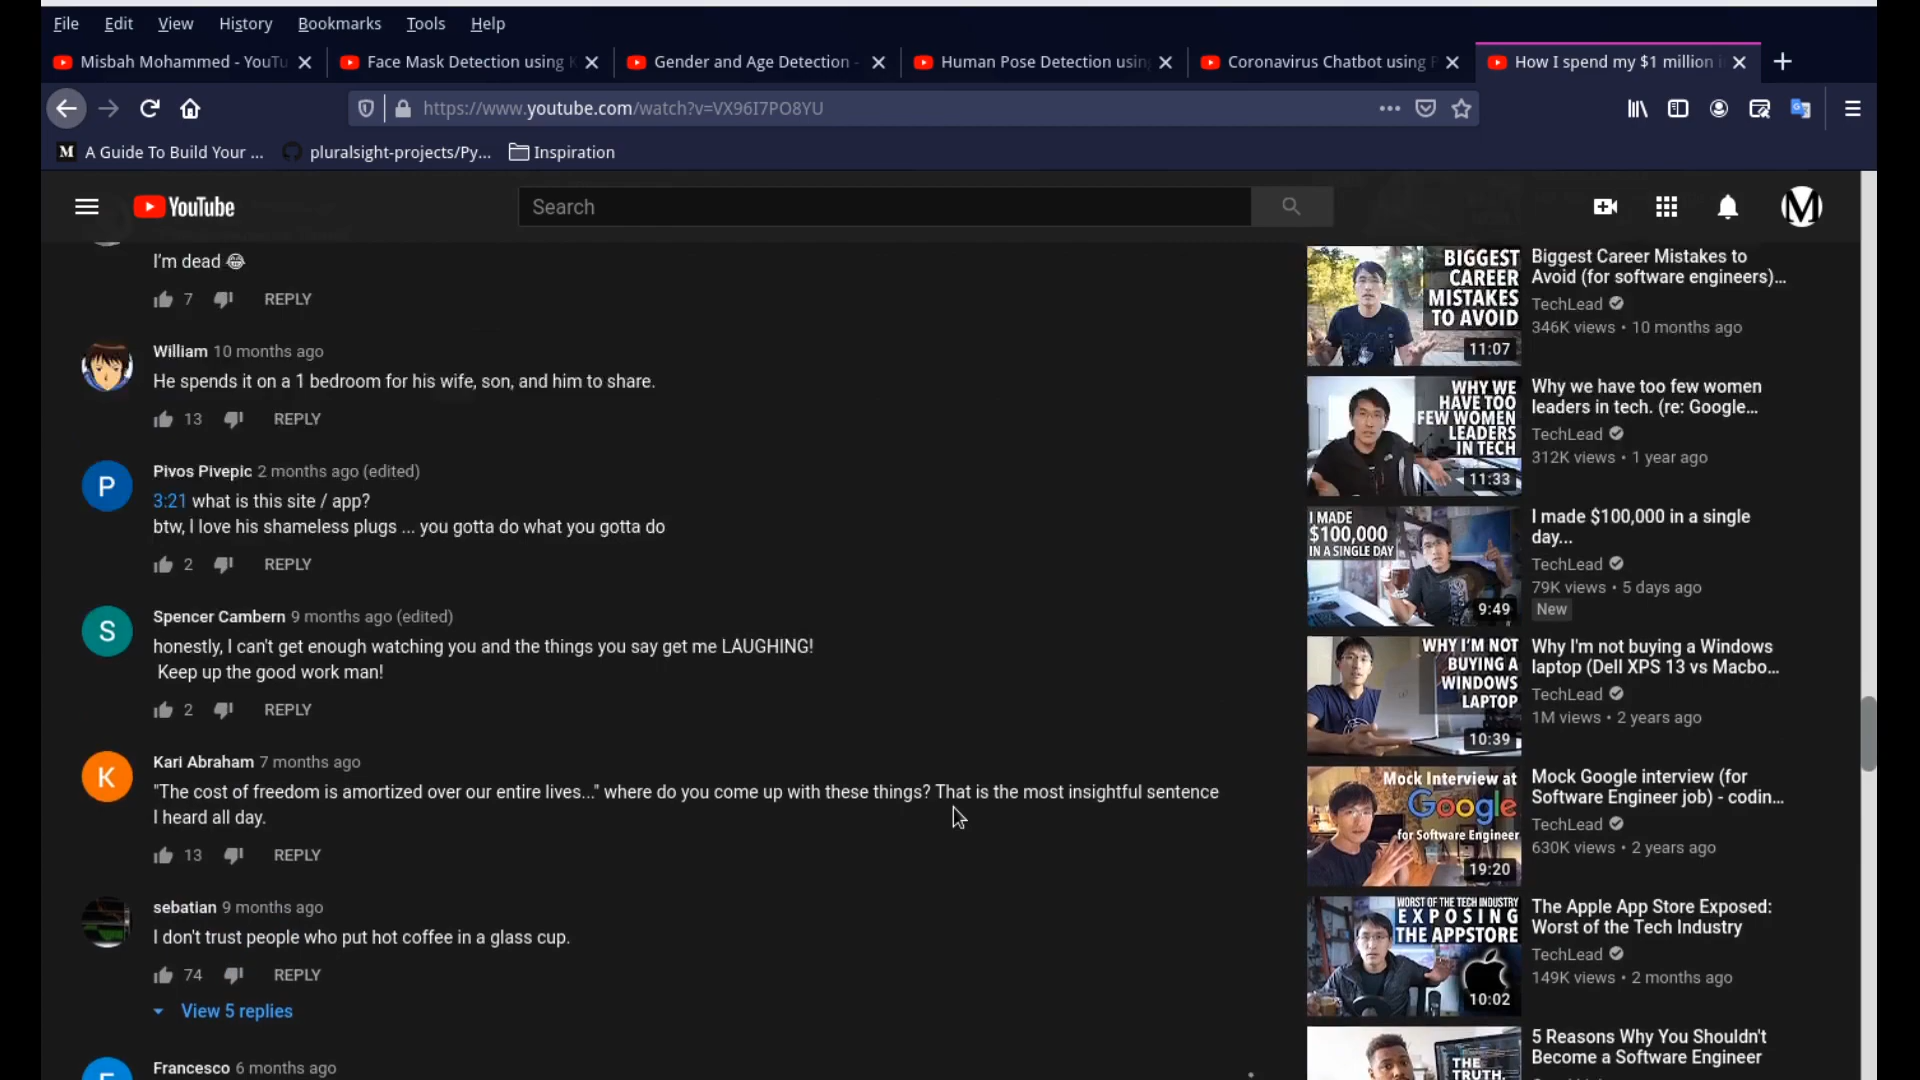 File Edit View History Bookmarks Tools Help
Misbah Mohammed - YouTu
Face Mask Detection using K
Gender and Age Detection -
Human Pose Detection usin
Coronavirus Chatbot using P
How I spend my $1 million i
https://www.youtube.com/watch?v=VX96I7PO8YU
M A Guide To Build Your ...
pluralsight-projects/Py...
Inspiration
YouTube
Search
M
I'm dead 😂
7 REPLY
William 10 months ago
He spends it on a 1 bedroom for his wife, son, and him to share.
13 REPLY
P
Pivos Pivepic 2 months ago (edited)
3:21 what is this site / app?
btw, I love his shameless plugs ... you gotta do what you gotta do
2 REPLY
S
Spencer Cambern 9 months ago (edited)
honestly, I can't get enough watching you and the things you say get me LAUGHING!
Keep up the good work man!
2 REPLY
K
Kari Abraham 7 months ago
"The cost of freedom is amortized over our entire lives..." where do you come up with these things? That is the most insightful sentence
I heard all day.
13 REPLY
sebatian 9 months ago
I don't trust people who put hot coffee in a glass cup.
74 REPLY
View 5 replies
Francesco 6 months ago
BIGGEST
CAREER
MISTAKES
TO AVOID
11:07
Biggest Career Mistakes to
Avoid (for software engineers)...
TechLead
346K views • 10 months ago
WHY WE
HAVE TOO
FEW WOMEN
LEADERS
IN TECH
11:33
Why we have too few women
leaders in tech. (re: Google...
TechLead
312K views • 1 year ago
I MADE
$100,000
IN A SINGLE DAY
9:49
I made $100,000 in a single
day...
TechLead
79K views • 5 days ago
New
WHY I'M NOT
BUYING A
WINDOWS
LAPTOP
10:39
Why I'm not buying a Windows
laptop (Dell XPS 13 vs Macbo...
TechLead
1M views • 2 years ago
Mock Interview at
Google
for Software Engineer
19:20
Mock Google interview (for
Software Engineer job) - codin...
TechLead
630K views • 2 years ago
WORST OF THE TECH INDUSTRY
EXPOSING
THE APPSTORE
10:02
The Apple App Store Exposed:
Worst of the Tech Industry
TechLead
149K views • 2 months ago
THE
TRUTH.
5 Reasons Why You Shouldn't
Become a Software Engineer